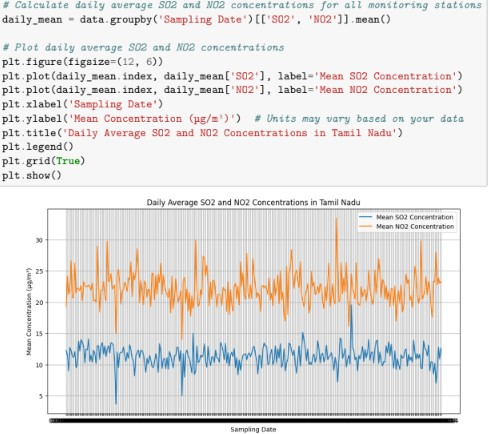 # Calculate daily average SO2 and NO2 concentrations for all monitoring stations
daily_mean = data.groupby('Sampling Date')[['SO2', 'NO2']].mean()
# Plot daily average SO2 and NO2 concentrations
plt.figure(figsize=(12, 6))
plt.plot(daily_mean.index, daily_mean['SO2'], label='Mean SO2 Concentration')
plt.plot(daily_mean.index, daily_mean['NO2'], label='Mean NO2 Concentration')
plt.xlabel('Sampling Date')
plt.ylabel('Mean Concentration (µg/m³)')  # Units may vary based on your data
plt.title('Daily Average SO2 and NO2 Concentrations in Tamil Nadu')
plt.legend()
plt.grid(True)
plt.show()
Daily Average SO2 and NO2 Concentrations in Tamil Nadu
Mean SO2 Concentration
Mean NO2 Concentration
Mean Concentration (µg/m³)
30
25
20
15
10
5
Sampling Date